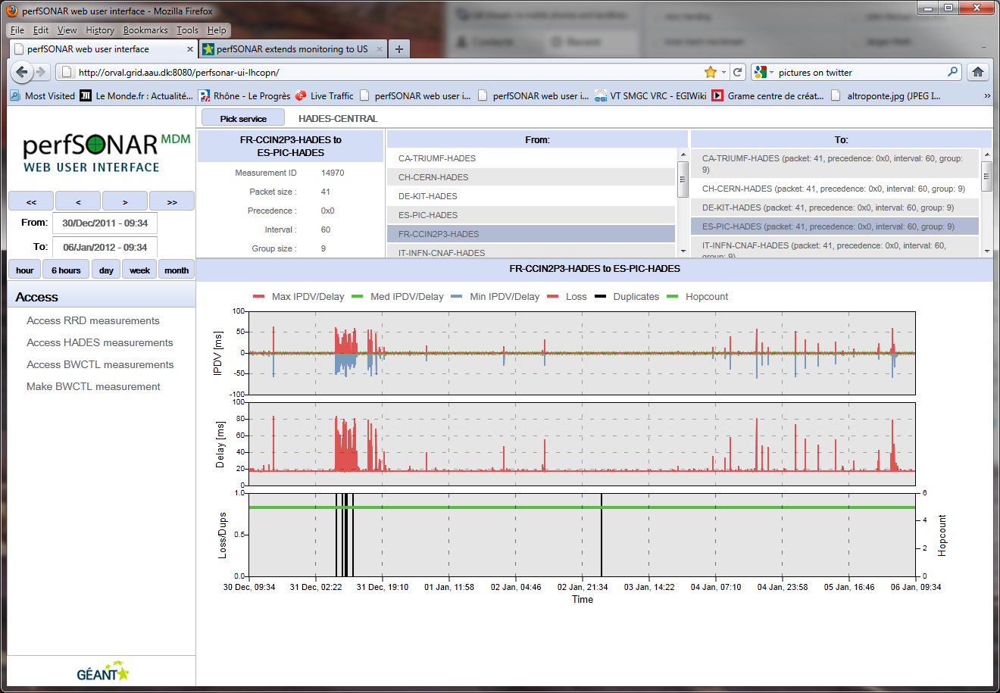 perfSONAR web user interface - Mozilla Firefox
File Edit View History Bookmarks Tools Help
perfSONAR web user interface × perfSONAR extends monitoring to US × +
http://orval.grid.aau.dk:8080/perfsonar-ui-lhcopn/ pictures on twitter
Most Visited Le Monde.fr : Actualité... Rhône - Le Progrès Live Traffic perfSONAR web user i... perfSONAR web user i... VT SMGC VRC - EGIWiki Grame centre de créat... altroponte.jpg (JPEG I... »
perfSONAR MDM
WEB USER INTERFACE
<< < > >>
From: 30/Dec/2011 - 09:34
To: 06/Jan/2012 - 09:34
hour 6 hours day week month
Access
Access RRD measurements
Access HADES measurements
Access BWCTL measurements
Make BWCTL measurement
GÉANT
Pick service HADES-CENTRAL
FR-CCIN2P3-HADES to
ES-PIC-HADES
Measurement ID 14970
Packet size : 41
Precedence : 0x0
Interval : 60
Group size : 9
From:
CA-TRIUMF-HADES
CH-CERN-HADES
DE-KIT-HADES
ES-PIC-HADES
FR-CCIN2P3-HADES
IT-INFN-CNAF-HADES
To:
CA-TRIUMF-HADES (packet: 41, precedence: 0x0, interval: 60, group:
9)
CH-CERN-HADES (packet: 41, precedence: 0x0, interval: 60, group: 9)
DE-KIT-HADES (packet: 41, precedence: 0x0, interval: 60, group: 9)
ES-PIC-HADES (packet: 41, precedence: 0x0, interval: 60, group: 9)
IT-INFN-CNAF-HADES (packet: 41, precedence: 0x0, interval: 60,
group: 9)
FR-CCIN2P3-HADES to ES-PIC-HADES
Max IPDV/Delay Med IPDV/Delay Min IPDV/Delay Loss Duplicates Hopcount
IPDV [ms]
100
50
0
-50
-100
Delay [ms]
100
80
60
40
20
0
Loss/Dups
1.0
0.5
0.0
Hopcount
6
4
2
0
30 Dec, 09:34 31 Dec, 02:22 31 Dec, 19:10 01 Jan, 11:58 02 Jan, 04:46 02 Jan, 21:34 03 Jan, 14:22 04 Jan, 07:10 04 Jan, 23:58 05 Jan, 16:46 06 Jan, 09:34
Time